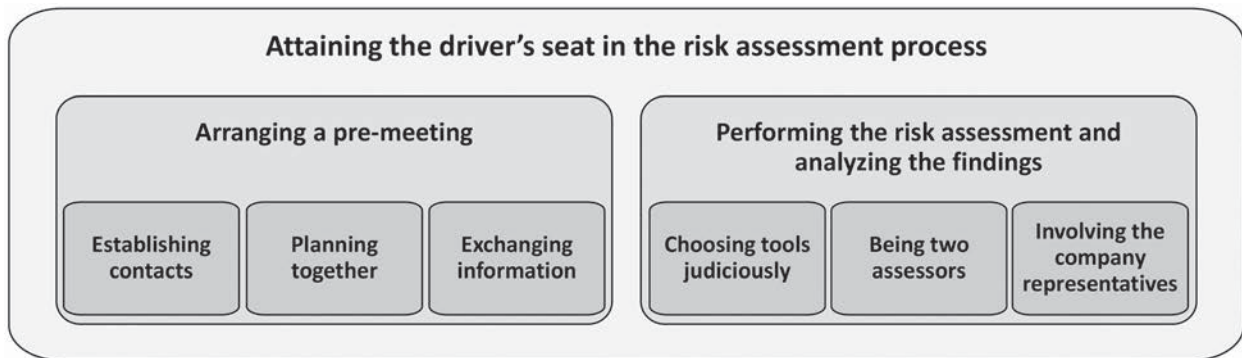 Attaining the driver’s seat in the risk assessment process
Arranging a pre-meeting
Establishing
contacts
Planning
together
Exchanging
information
Performing the risk assessment and
analyzing the findings
Choosing tools
judiciously
Being two
assessors
Involving the
company
representatives